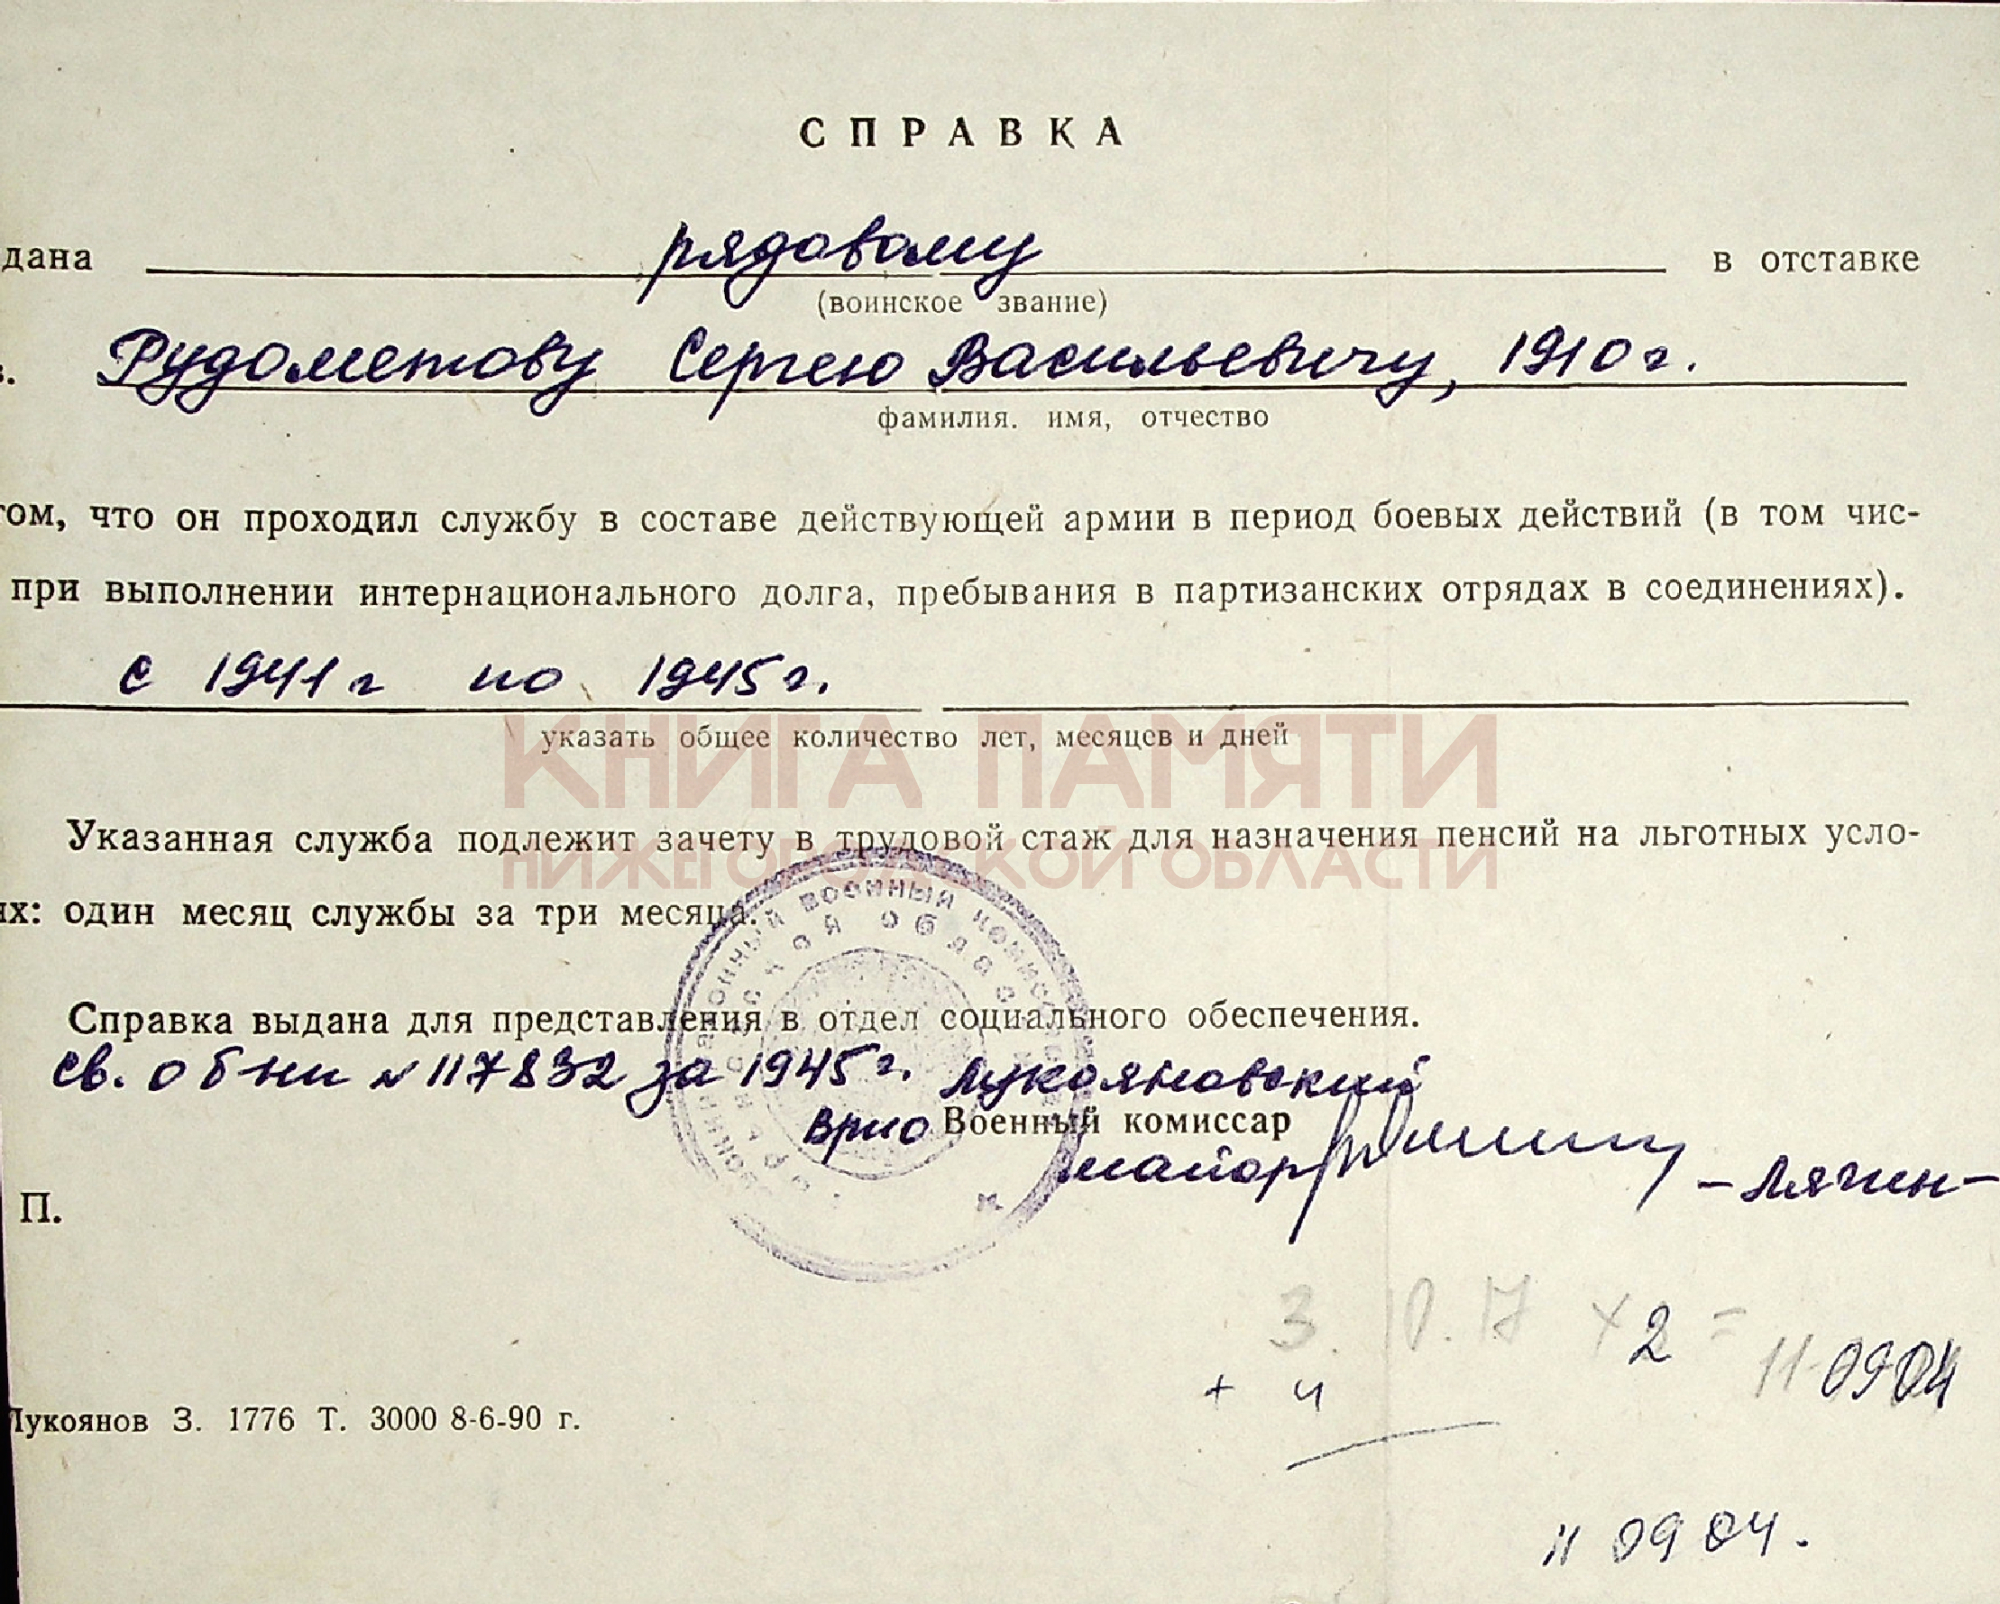 СПРАВКА
дана рядовому в отставке
(воинское звание)
в. Рудометову Сергею Васильевичу, 1910 г.
фамилия. имя, отчество
том, что он проходил службу в составе действующей армии в период боевых действий (в том чис-
при выполнении интернационального долга, пребывания в партизанских отрядах в соединениях).
с 1941 г по 1945 г.
указать общее количество лет, месяцев и дней
КНИГА ПАМЯТИ
НИЖЕГОРОДСКОЙ ОБЛАСТИ
Указанная служба подлежит зачету в трудовой стаж для назначения пенсий на льготных усло-
ях: один месяц службы за три месяца.
Справка выдана для представления в отдел социального обеспечения.
св. о б-ни № 117832 за 1945 г. Лукояновский
врио Военный комиссар
майор - Лячин -
П.
3. 10. 17 × 2 = 11 09 04
+ 4
Лукоянов З. 1776 Т. 3000 8-6-90 г.
11 09 04.